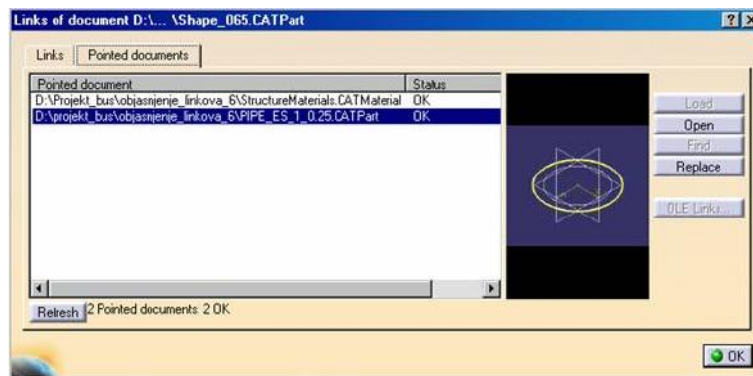 Links of document D:\... \Shape_065.CATPart
Links
Pointed documents
Pointed document Status
D:\Projekt_bus\objasnjenje_linkova_6\StructureMaterials.CATMaterial OK
D:\projekt_bus\objasnjenje_linkova_6\PIPE_ES_1_0.25.CATPart OK
Load
Open
Find
Replace
OLE Links...
Refresh 2 Pointed documents: 2 OK
OK